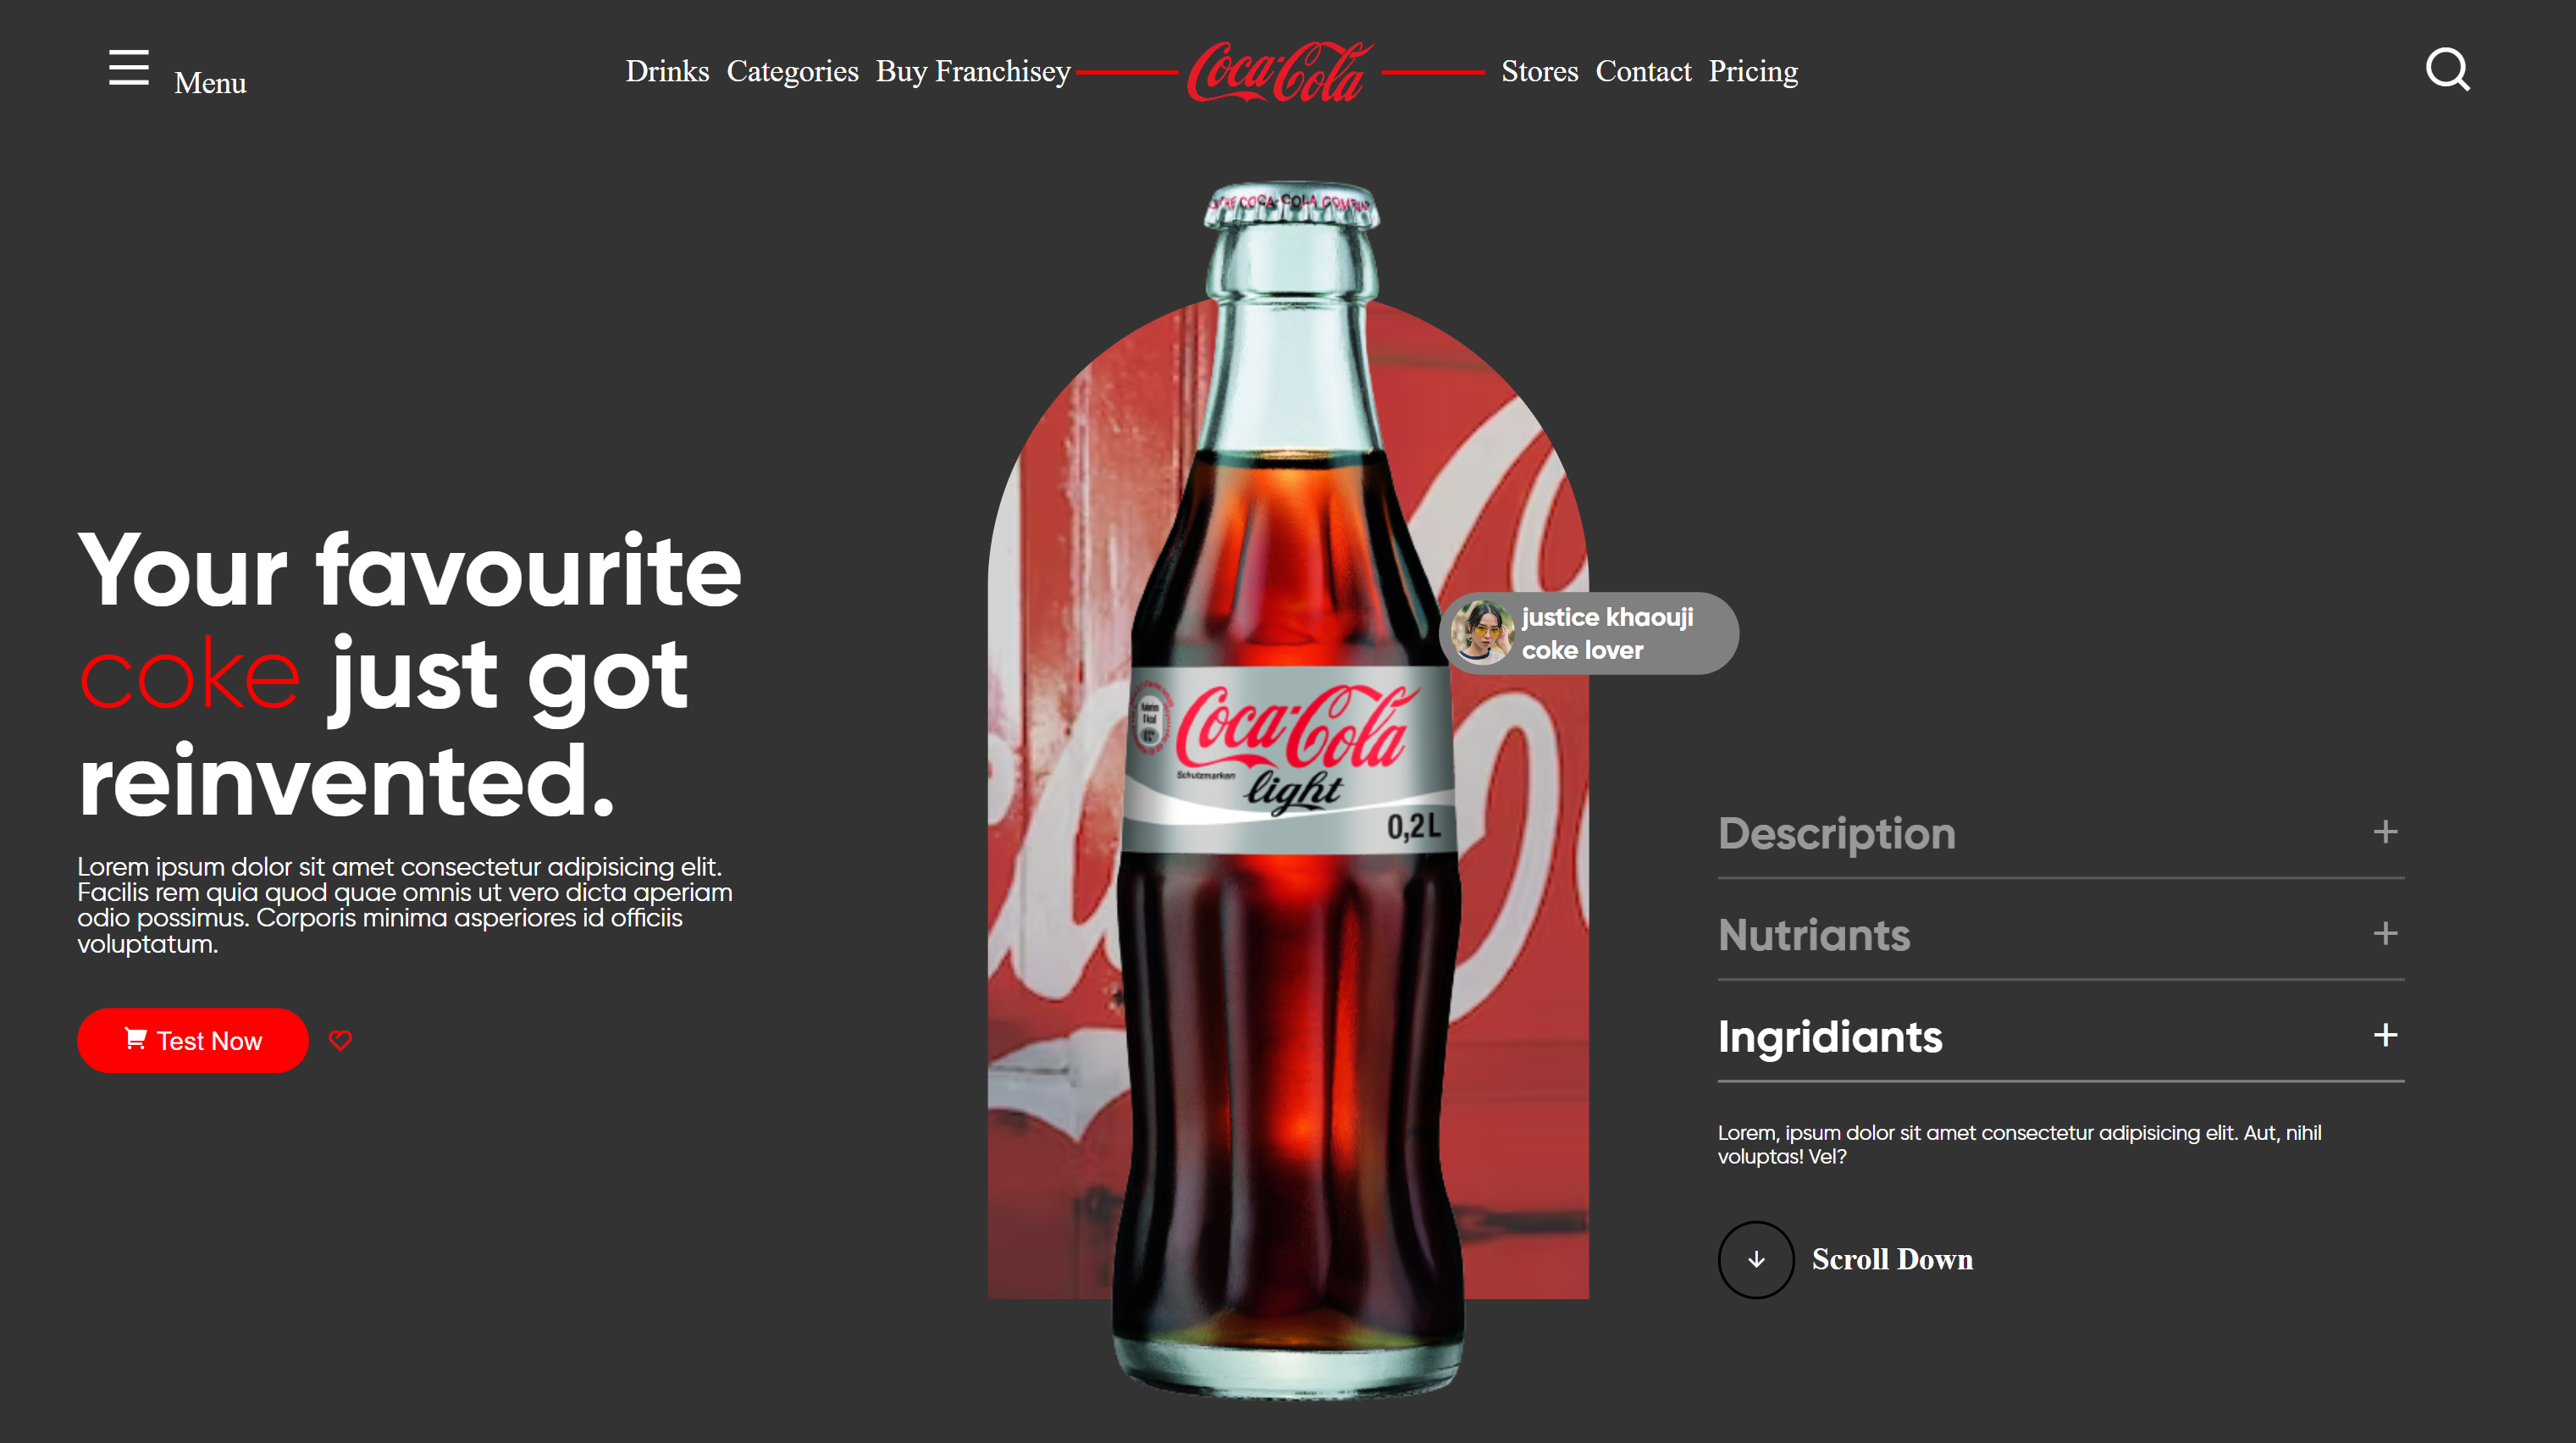 Menu
Drinks Categories Buy Franchisey
Coca-Cola
Stores Contact Pricing
THE COCA-COLA COMPANY
Your favourite
coke just got
reinvented.
Lorem ipsum dolor sit amet consectetur adipisicing elit.
Facilis rem quia quod quae omnis ut vero dicta aperiam
odio possimus. Corporis minima asperiores id officiis
voluptatum.
Test Now
justice khaouji
coke lover
Coca-Cola
Schutzmarken
light
0,2L
Description
Nutriants
Ingridiants
Lorem, ipsum dolor sit amet consectetur adipisicing elit. Aut, nihil
voluptas! Vel?
Scroll Down